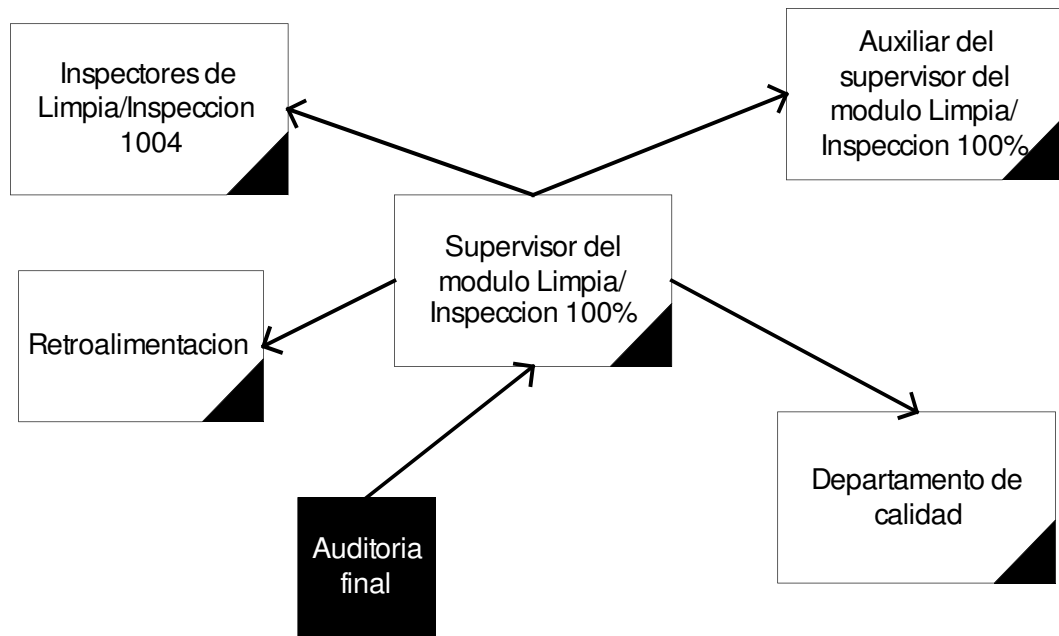 Inspectores de
Limpia/Inspeccion
1004
Auxiliar del
supervisor del
modulo Limpia/
Inspeccion 100%
Supervisor del
modulo Limpia/
Inspeccion 100%
Retroalimentacion
Departamento de
calidad
Auditoria
final